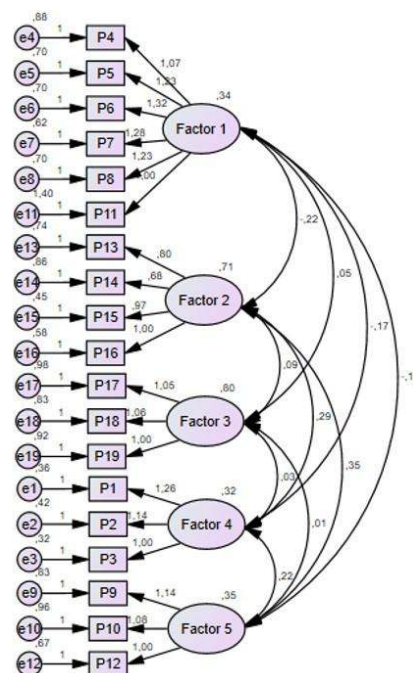 ,88
e4 1 P4
,70
1,07
e5 1 P5
,70
1,23
,34
e6 1 P6
1,32
Factor 1
,62
e7 1 P7
1,28
,70
e8 1 P8
1,23
,00
1,40
e11 1 P11
,74
e13 1 P13
-,22
,80
,05
,86
e14 1 P14
,68
,71
-,17
-,1
,45
e15 1 P15
,97
Factor 2
,58
e16 1 P16
1,00
,98
,09
e17 1 P17
1,05
,80
,29
,83
e18 1 P18
1,06
Factor 3
,35
,92
e19 1 P19
1,00
,36
,03
e1 1 P1
1,26
,32
,01
,42
e2 1 P2
1,14
Factor 4
,32
e3 1 P3
1,00
e9 1 P9
1,14
,35
,22
,96
e10 1 P10
1,08
Factor 5
,67
e12 1 P12
1,00